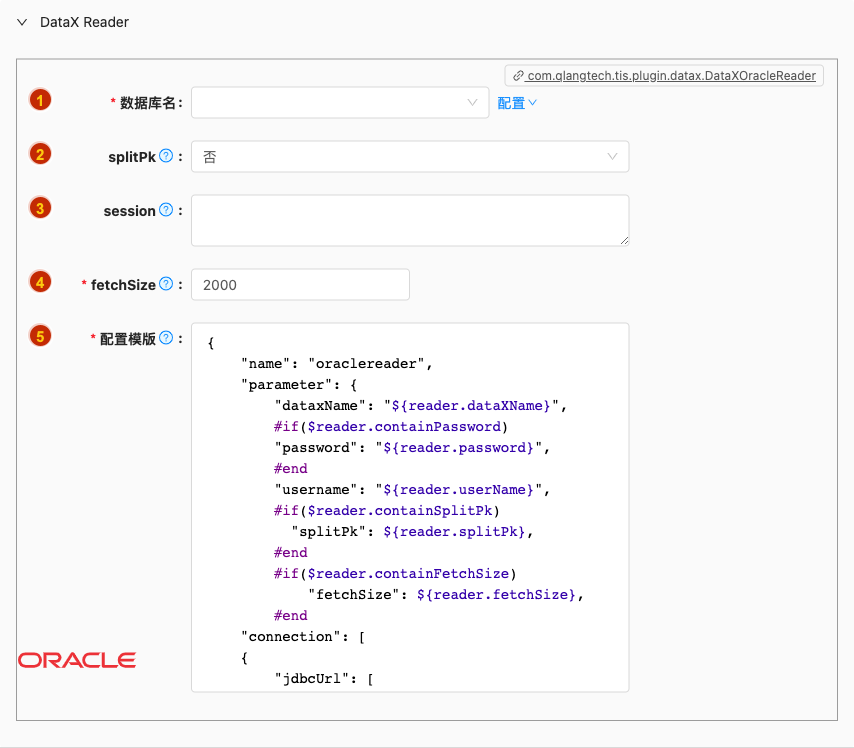 DataX Reader
com.qlangtech.tis.plugin.datax.DataXOracleReader
1 * 数据库名: 配置
2 splitPk ? : 否
3 session ? :
4 * fetchSize ? : 2000
5 * 配置模版 ? :
{
"name": "oraclereader",
"parameter": {
"dataxName": "${reader.dataXName}",
#if($reader.containPassword)
"password": "${reader.password}",
#end
"username": "${reader.userName}",
#if($reader.containSplitPk)
"splitPk": ${reader.splitPk},
#end
#if($reader.containFetchSize)
"fetchSize": ${reader.fetchSize},
#end
"connection": [
{
"jdbcUrl": [
ORACLE